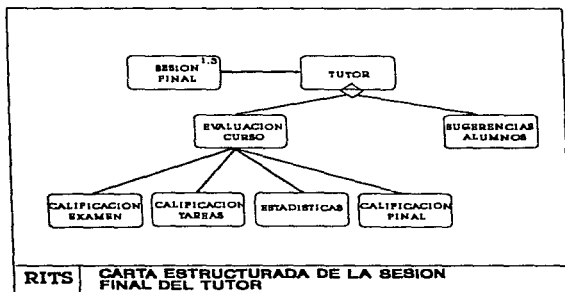 SESION 1.3
FINAL
TUTOR
EVALUACION
CURSO
SUGERENCIAS
ALUMNOS
CALIFICACION
EXAMEN
CALIFICACION
TAREAS
ESTADISTICAS
CALIFICACION
FINAL
RITS
CARTA ESTRUCTURADA DE LA SESION
FINAL DEL TUTOR